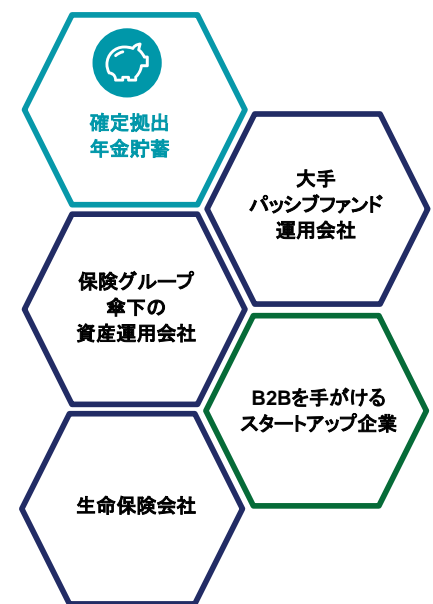 確定拠出
年金貯蓄
大手
パッシブファンド
運用会社
保険グループ
傘下の
資産運用会社
B2Bを手がける
スタートアップ企業
生命保険会社